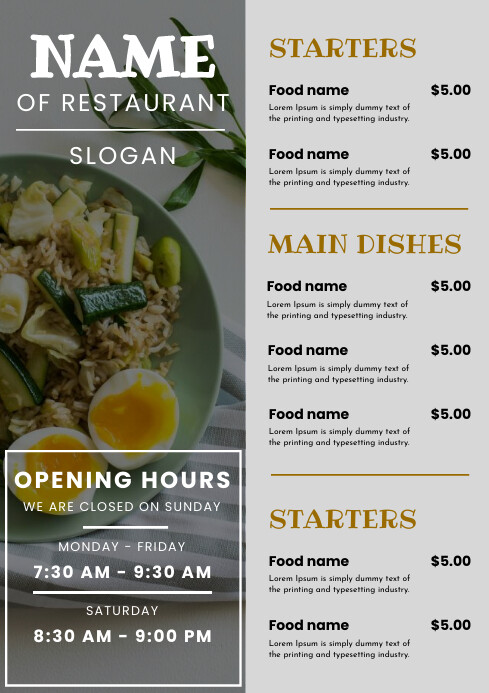 NAME
OF RESTAURANT
SLOGAN
OPENING HOURS
WE ARE CLOSED ON SUNDAY
MONDAY - FRIDAY
7:30 AM - 9:30 AM
SATURDAY
8:30 AM - 9:00 PM
STARTERS
Food name $5.00
Lorem Ipsum is simply dummy text of
the printing and typesetting industry.
Food name $5.00
Lorem Ipsum is simply dummy text of
the printing and typesetting industry.
MAIN DISHES
Food name $5.00
Lorem Ipsum is simply dummy text of
the printing and typesetting industry.
Food name $5.00
Lorem Ipsum is simply dummy text of
the printing and typesetting industry.
Food name $5.00
Lorem Ipsum is simply dummy text of
the printing and typesetting industry.
STARTERS
Food name $5.00
Lorem Ipsum is simply dummy text of
the printing and typesetting industry.
Food name $5.00
Lorem Ipsum is simply dummy text of
the printing and typesetting industry.